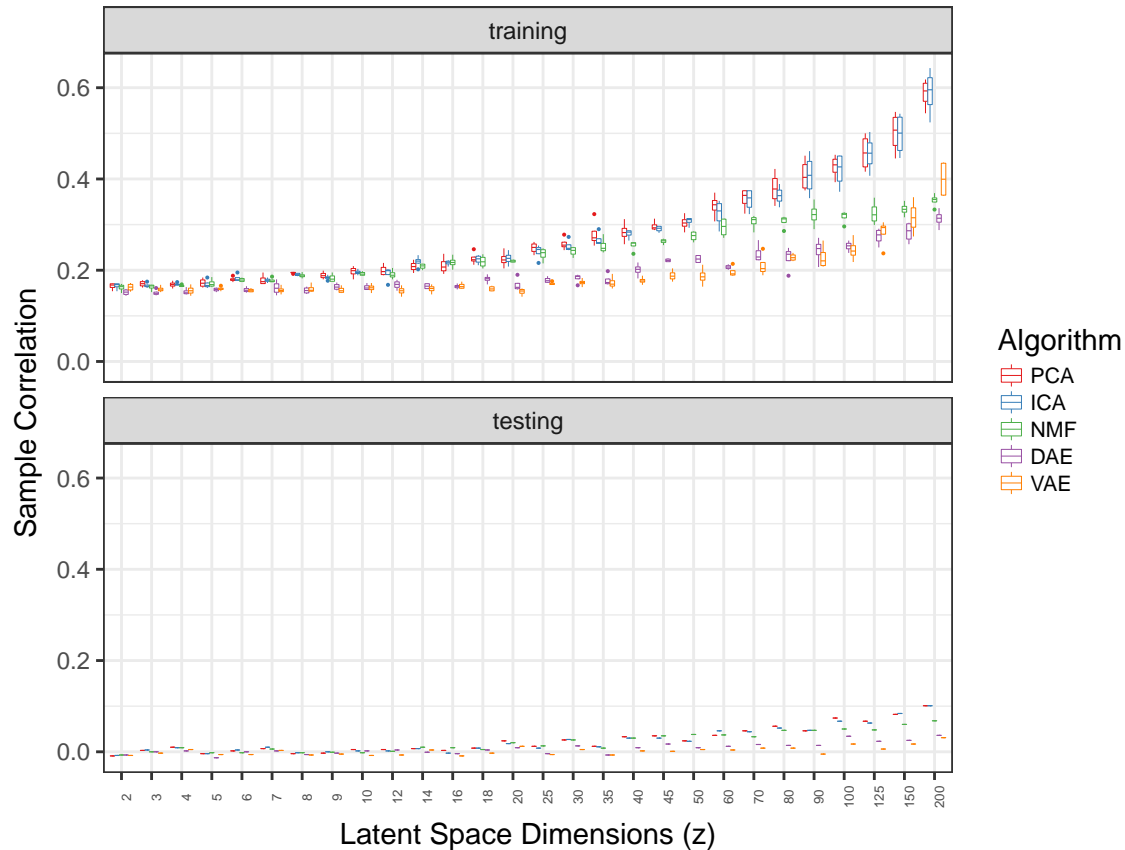 training
0.6
0.4
0.2
0.0
testing
0.6
0.4
0.2
0.0
Sample Correlation
2 3 4 5 6 7 8 9 10 12 14 16 18 20 25 30 35 40 45 50 60 70 80 90 100 125 150 200
Latent Space Dimensions (z)
Algorithm
PCA
ICA
NMF
DAE
VAE